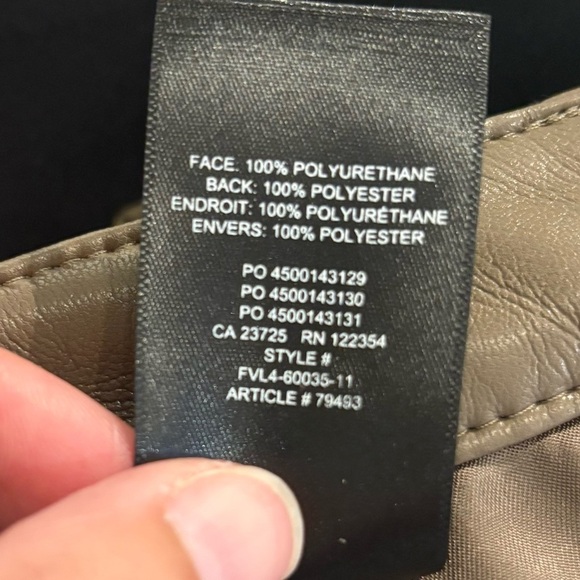 FACE. 100% POLYURETHANE
BACK: 100% POLYESTER
ENDROIT: 100% POLYURÉTHANE
ENVERS: 100% POLYESTER
PO 4500143129
PO 4500143130
PO 4500143131
CA 23725 RN 122354
STYLE #
FVL4-60035-11
ARTICLE # 79493